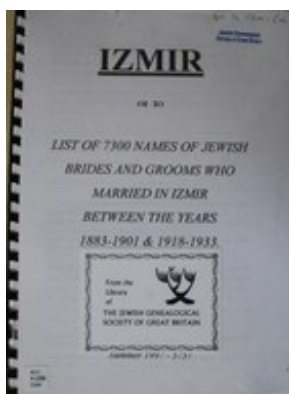 IZMIR
LIST OF 7300 NAMES OF JEWISH
BRIDES AND GROOMS WHO
MARRIED IN IZMIR
BETWEEN THE YEARS
1883-1901 & 1918-1933.
From the
Library
of
THE JEWISH GENEALOGICAL
SOCIETY OF GREAT BRITAIN